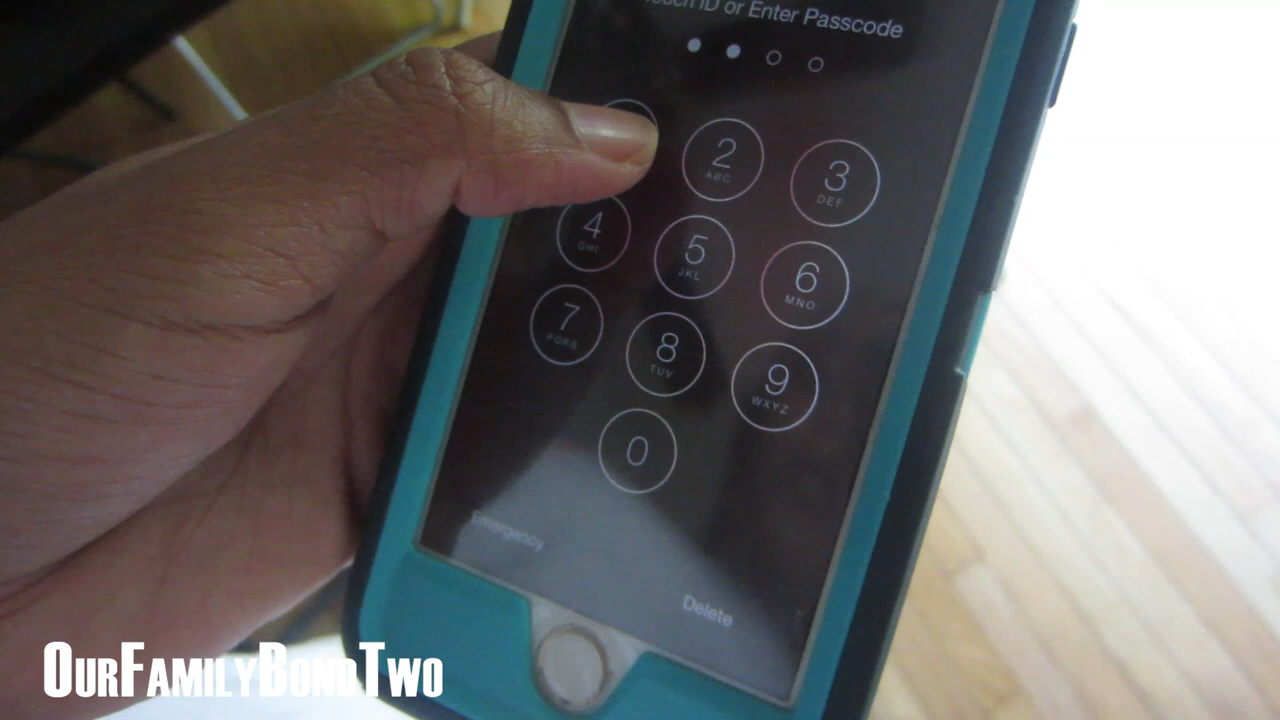 Touch ID or Enter Passcode
2
ABC
3
DEF
4
GHI
5
JKL
6
MNO
7
PQRS
8
TUV
9
WXYZ
0
Emergency
Delete
OurFamilyBondTwo